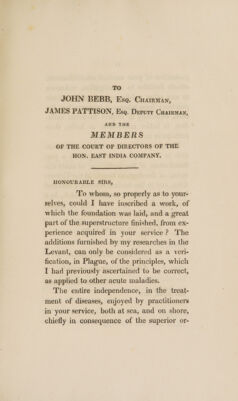 TO
JOHN BEBB, Esq. Chairman,
JAMES PATTISON, Esq. Deputy Chairman,
AND THE
MEMBERS
OF THE COURT OF DIRECTORS OF THE
HON. EAST INDIA COMPANY.
HONOURABLE SIRS,
To whom, so properly as to your-
selves, could I have inscribed a work, of
which the foundation was laid, and a great
part of the superstructure finished, from ex-
perience acquired in your service? The
additions furnished by my researches in the
Levant, can only be considered as a veri-
fication, in Plague, of the principles, which
I had previously ascertained to be correct,
as applied to other acute maladies.
The entire independence, in the treat-
ment of diseases, enjoyed by practitioners
in your service, both at sea, and on shore,
chiefly in consequence of the superior or-